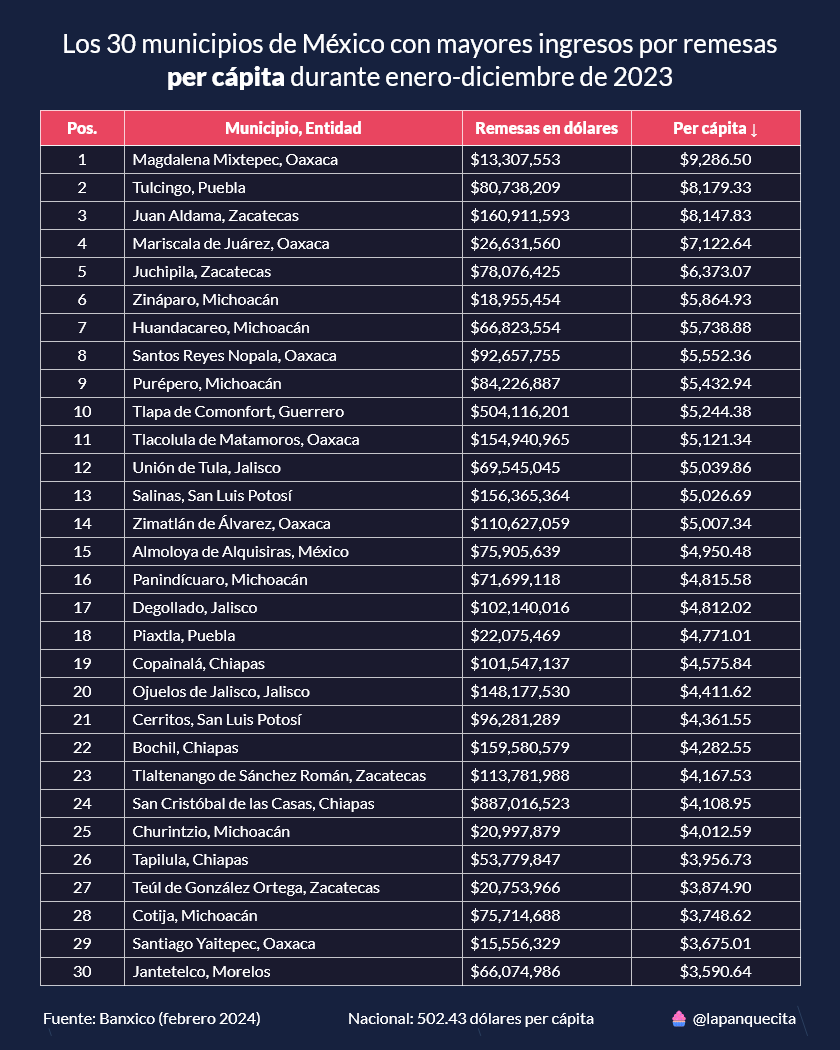 Los 30 municipios de México con mayores ingresos por remesas
per cápita durante enero-diciembre de 2023
Pos. Municipio, Entidad Remesas en dólares Per cápita ↓
1 Magdalena Mixtepec, Oaxaca $13,307,553 $9,286.50
2 Tulcingo, Puebla $80,738,209 $8,179.33
3 Juan Aldama, Zacatecas $160,911,593 $8,147.83
4 Mariscala de Juárez, Oaxaca $26,631,560 $7,122.64
5 Juchipila, Zacatecas $78,076,425 $6,373.07
6 Zináparo, Michoacán $18,955,454 $5,864.93
7 Huandacareo, Michoacán $66,823,554 $5,738.88
8 Santos Reyes Nopala, Oaxaca $92,657,755 $5,552.36
9 Purépero, Michoacán $84,226,887 $5,432.94
10 Tlapa de Comonfort, Guerrero $504,116,201 $5,244.38
11 Tlacolula de Matamoros, Oaxaca $154,940,965 $5,121.34
12 Unión de Tula, Jalisco $69,545,045 $5,039.86
13 Salinas, San Luis Potosí $156,365,364 $5,026.69
14 Zimatlán de Álvarez, Oaxaca $110,627,059 $5,007.34
15 Almoloya de Alquisiras, México $75,905,639 $4,950.48
16 Panindícuaro, Michoacán $71,699,118 $4,815.58
17 Degollado, Jalisco $102,140,016 $4,812.02
18 Piaxtla, Puebla $22,075,469 $4,771.01
19 Copainalá, Chiapas $101,547,137 $4,575.84
20 Ojuelos de Jalisco, Jalisco $148,177,530 $4,411.62
21 Cerritos, San Luis Potosí $96,281,289 $4,361.55
22 Bochil, Chiapas $159,580,579 $4,282.55
23 Tlaltenango de Sánchez Román, Zacatecas $113,781,988 $4,167.53
24 San Cristóbal de las Casas, Chiapas $887,016,523 $4,108.95
25 Churintzio, Michoacán $20,997,879 $4,012.59
26 Tapilula, Chiapas $53,779,847 $3,956.73
27 Teúl de González Ortega, Zacatecas $20,753,966 $3,874.90
28 Cotija, Michoacán $75,714,688 $3,748.62
29 Santiago Yaitepec, Oaxaca $15,556,329 $3,675.01
30 Jantetelco, Morelos $66,074,986 $3,590.64
Fuente: Banxico (febrero 2024) Nacional: 502.43 dólares per cápita @lapanquecita